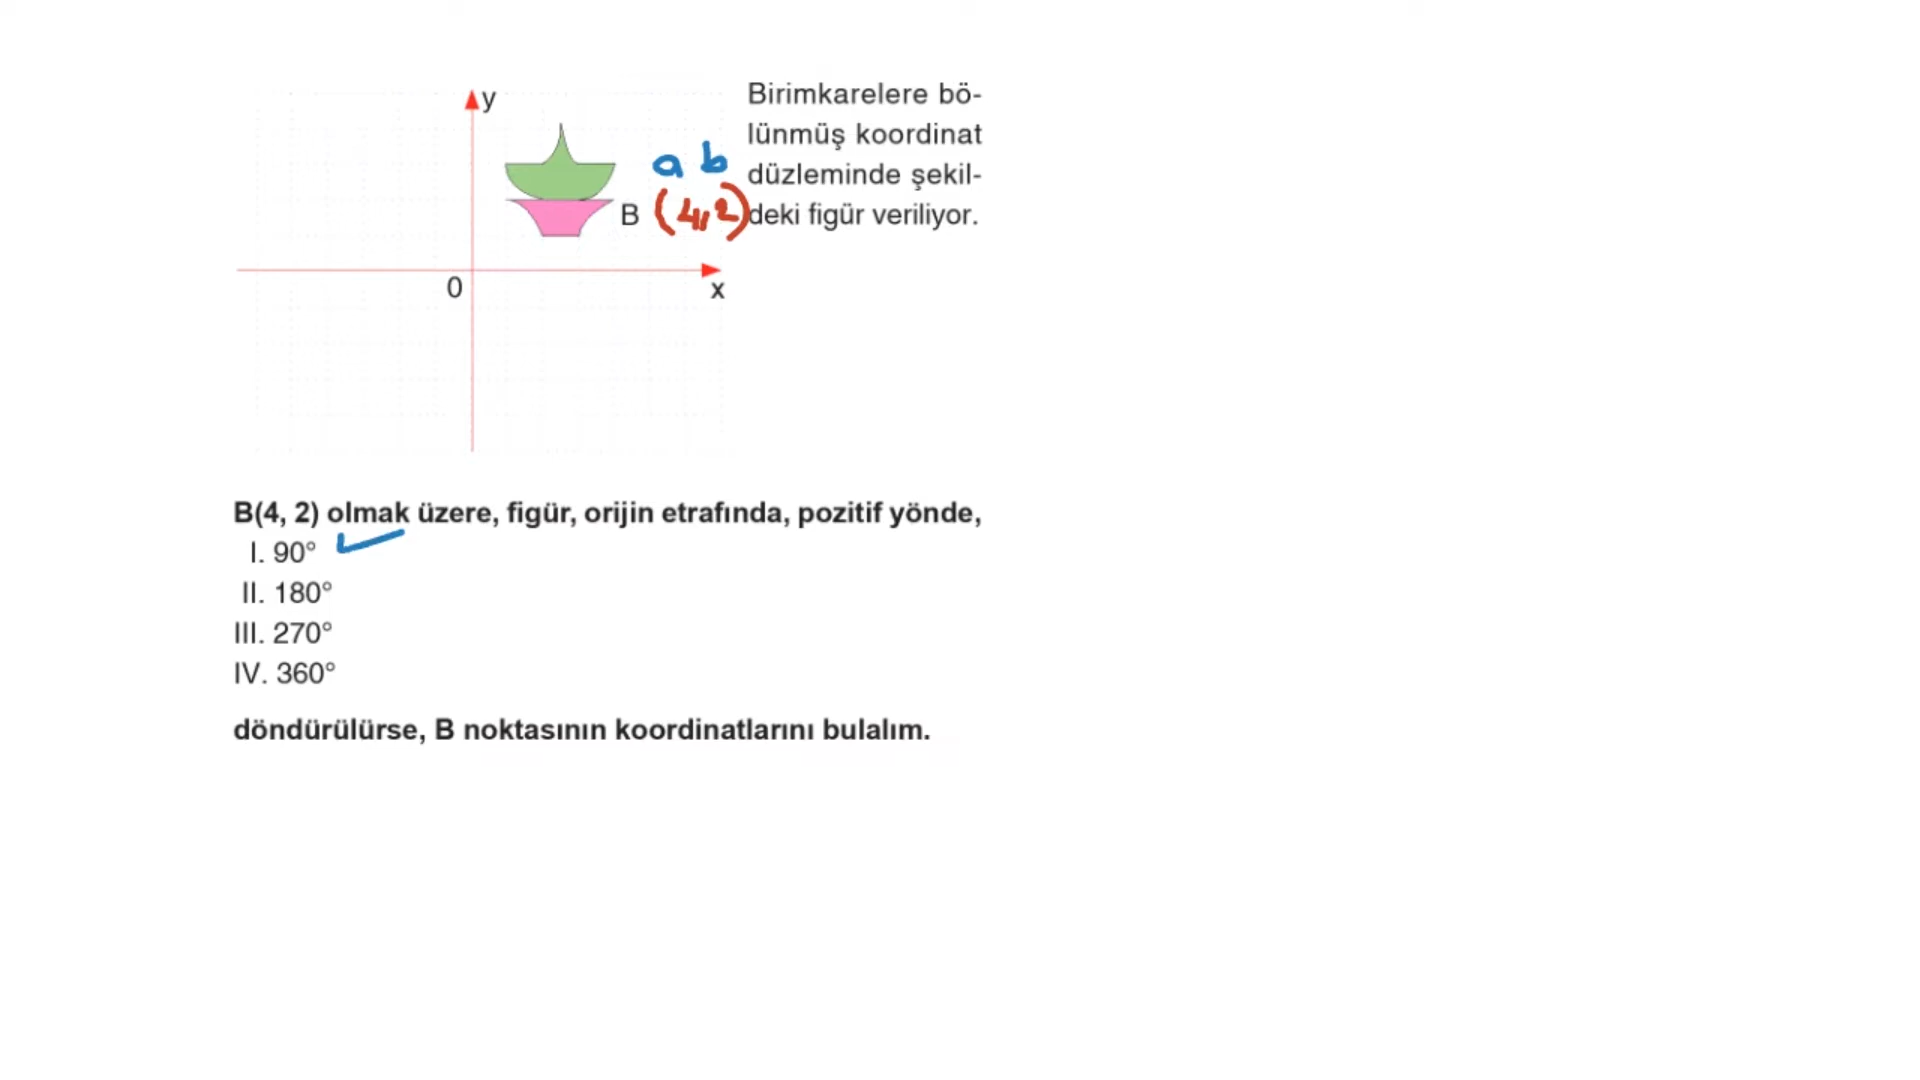 y
Birimkarelere bö-
lünmüş koordinat
a b
düzleminde şekil-
B (4,2)
deki figür veriliyor.
0
x
B(4, 2) olmak üzere, figür, orijin etrafında, pozitif yönde,
I. 90°
II. 180°
III. 270°
IV. 360°
döndürülürse, B noktasının koordinatlarını bulalım.